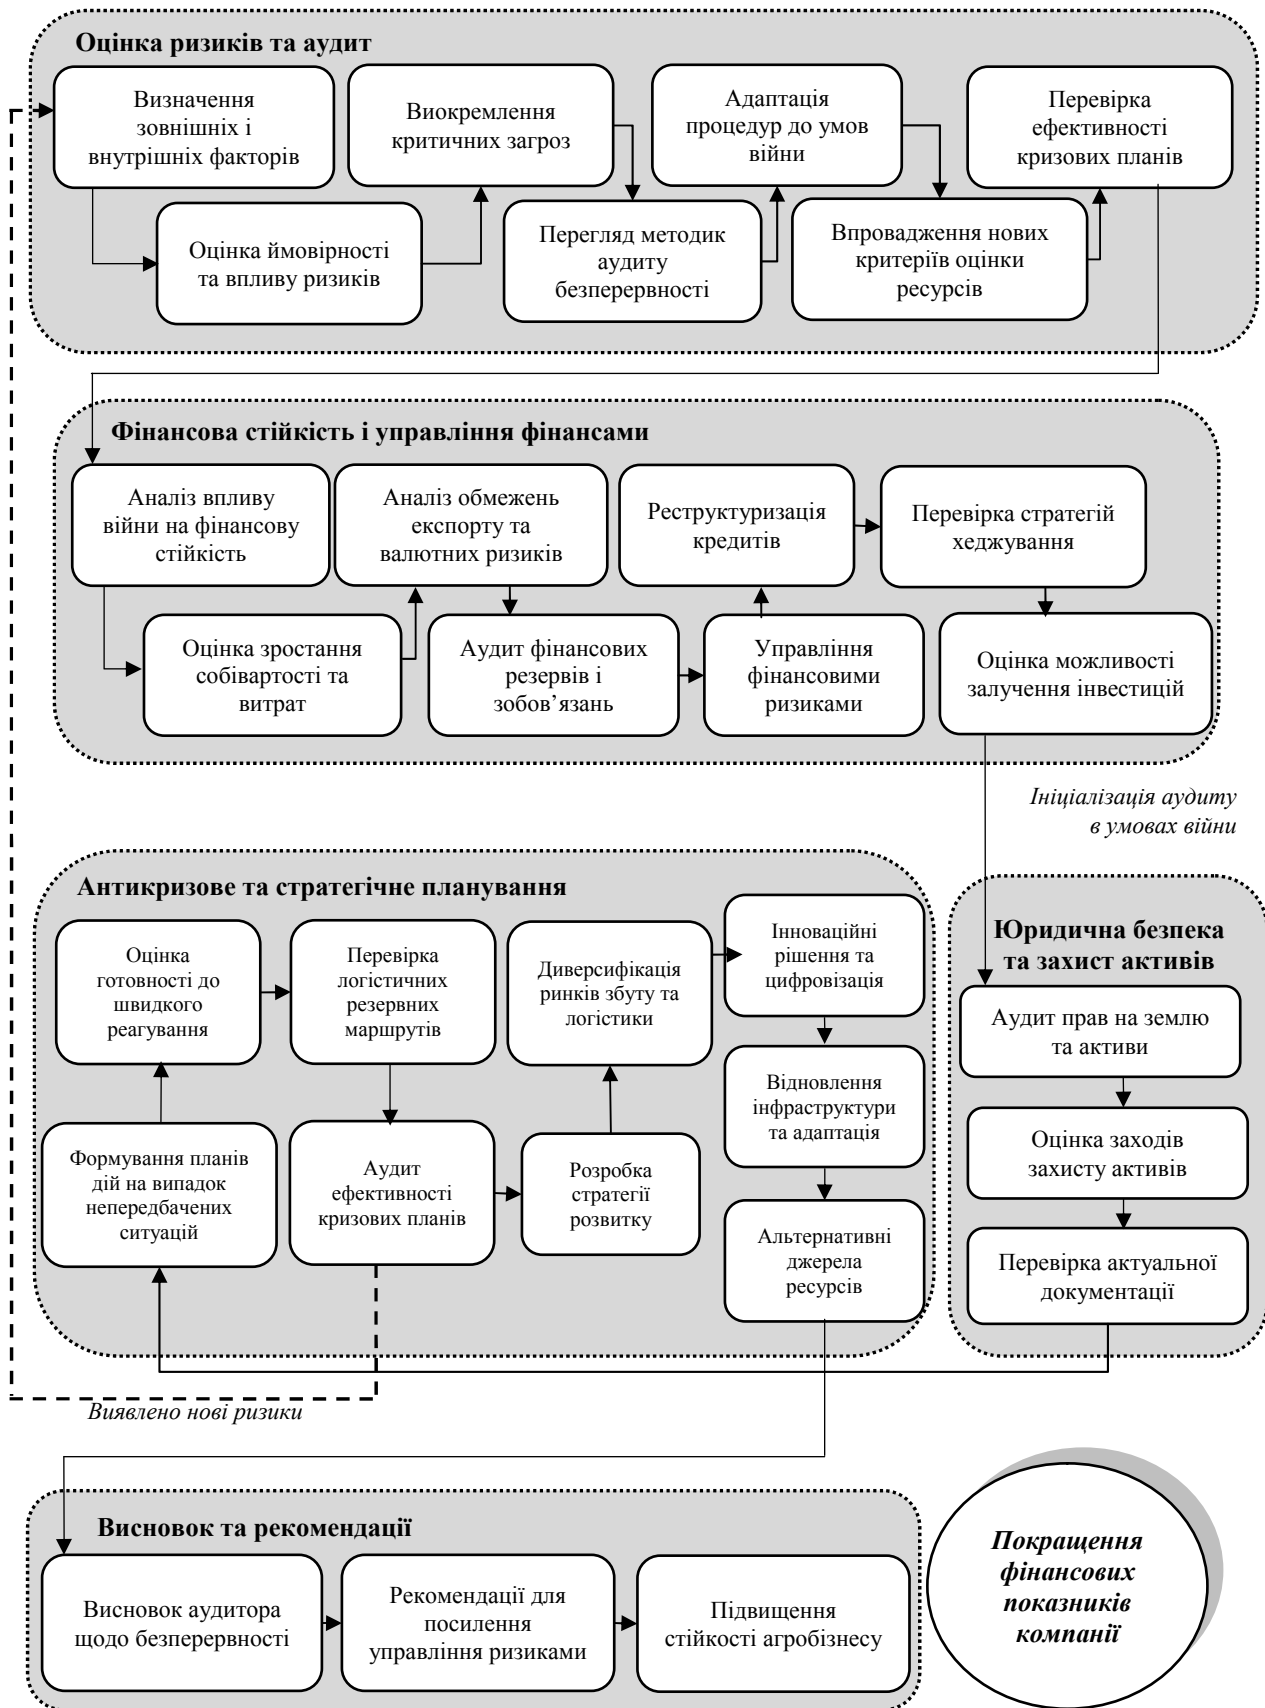 Оцінка ризиків та аудит
Визначення
зовнішніх і
внутрішніх факторів
Оцінка ймовірності
та впливу ризиків
Виокремлення
критичних загроз
Перегляд методик
аудиту
безперервності
Адаптація
процедур до умов
війни
Впровадження нових
критеріїв оцінки
ресурсів
Перевірка
ефективності
кризових планів
Фінансова стійкість і управління фінансами
Аналіз впливу
війни на фінансову
стійкість
Оцінка зростання
собівартості та
витрат
Аналіз обмежень
експорту та
валютних ризиків
Аудит фінансових
резервів і
зобов’язань
Управління
фінансовими
ризиками
Реструктуризація
кредитів
Перевірка стратегій
хеджування
Оцінка можливості
залучення інвестицій
Ініціалізація аудиту
в умовах війни
Юридична безпека
та захист активів
Аудит прав на землю
та активи
Оцінка заходів
захисту активів
Перевірка актуальної
документації
Антикризове та стратегічне планування
Формування планів
дій на випадок
непередбачених
ситуацій
Оцінка
готовності до
швидкого
реагування
Перевірка
логістичних
резервних
маршрутів
Аудит
ефективності
кризових планів
Розробка
стратегії
розвитку
Диверсифікація
ринків збуту та
логістики
Інноваційні
рішення та
цифровізація
Відновлення
інфраструктури
та адаптація
Альтернативні
джерела
ресурсів
Виявлено нові ризики
Висновок та рекомендації
Висновок аудитора
щодо безперервності
Рекомендації для
посилення
управління ризиками
Підвищення
стійкості агробізнесу
Покращення
фінансових
показників
компанії